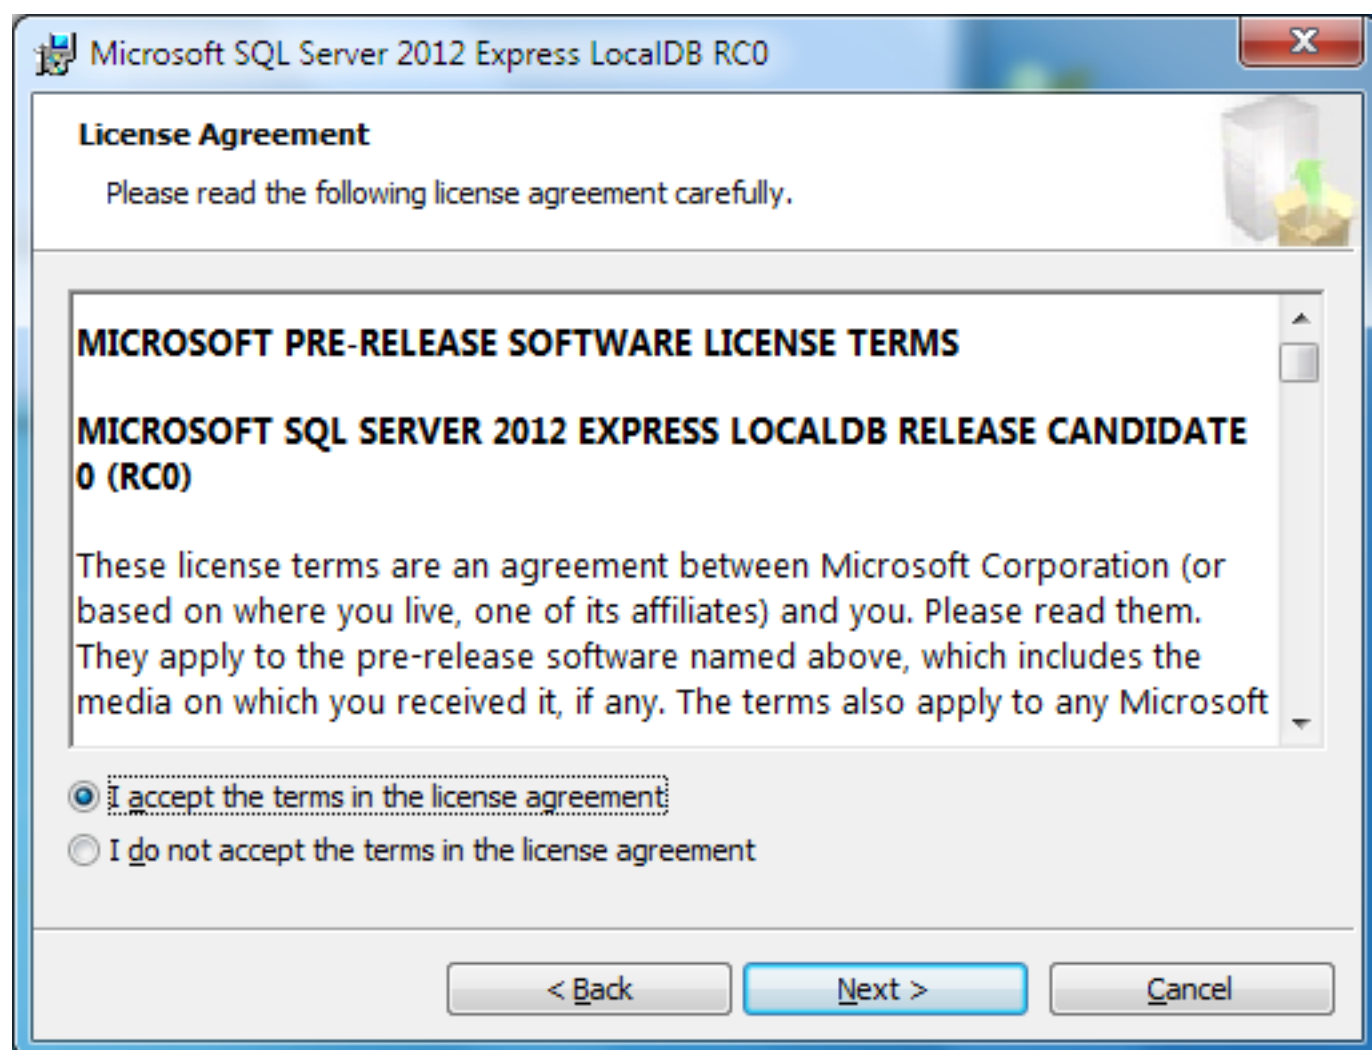 Microsoft SQL Server 2012 Express LocalDB RC0
License Agreement
Please read the following license agreement carefully.
MICROSOFT PRE-RELEASE SOFTWARE LICENSE TERMS
MICROSOFT SQL SERVER 2012 EXPRESS LOCALDB RELEASE CANDIDATE
0 (RC0)
These license terms are an agreement between Microsoft Corporation (or
based on where you live, one of its affiliates) and you. Please read them.
They apply to the pre-release software named above, which includes the
media on which you received it, if any. The terms also apply to any Microsoft
I accept the terms in the license agreement
I do not accept the terms in the license agreement
< Back
Next >
Cancel